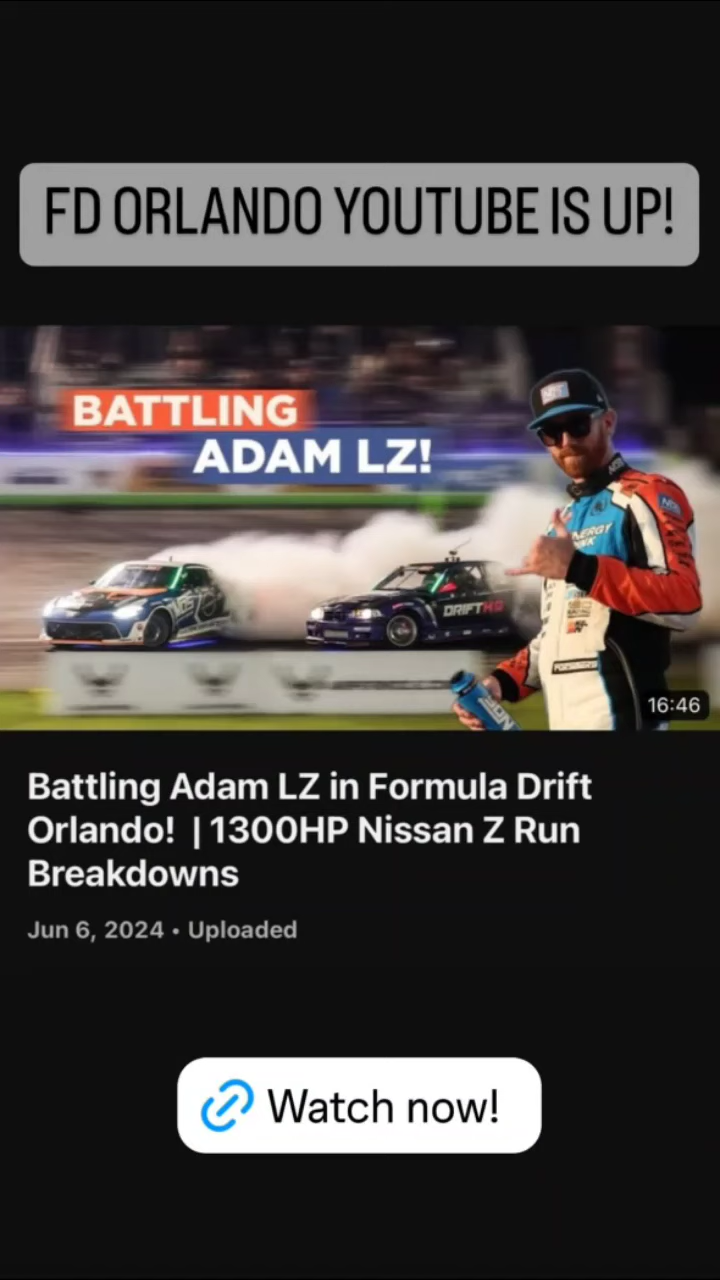 FD ORLANDO YOUTUBE IS UP!
BATTLING
ADAM LZ!
DRIFTHQ
16:46
Battling Adam LZ in Formula Drift
Orlando! | 1300HP Nissan Z Run
Breakdowns
Jun 6, 2024 • Uploaded
Watch now!